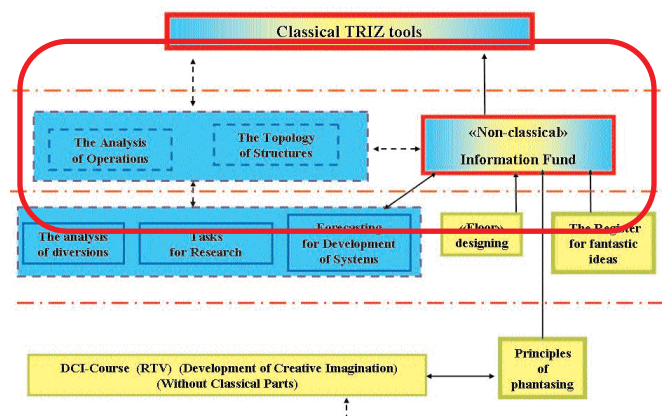 Classical TRIZ tools
The Analysis
of Operations
The Topology
of Structures
«Non-classical»
Information Fund
The analysis
of diversions
Tasks
for Research
Forecasting
for Development
of Systems
«Floor»
designing
The Register
for fantastic
ideas
DCI-Course (RTV) (Development of Creative Imagination)
(Without Classical Parts)
Principles
of
phantasing